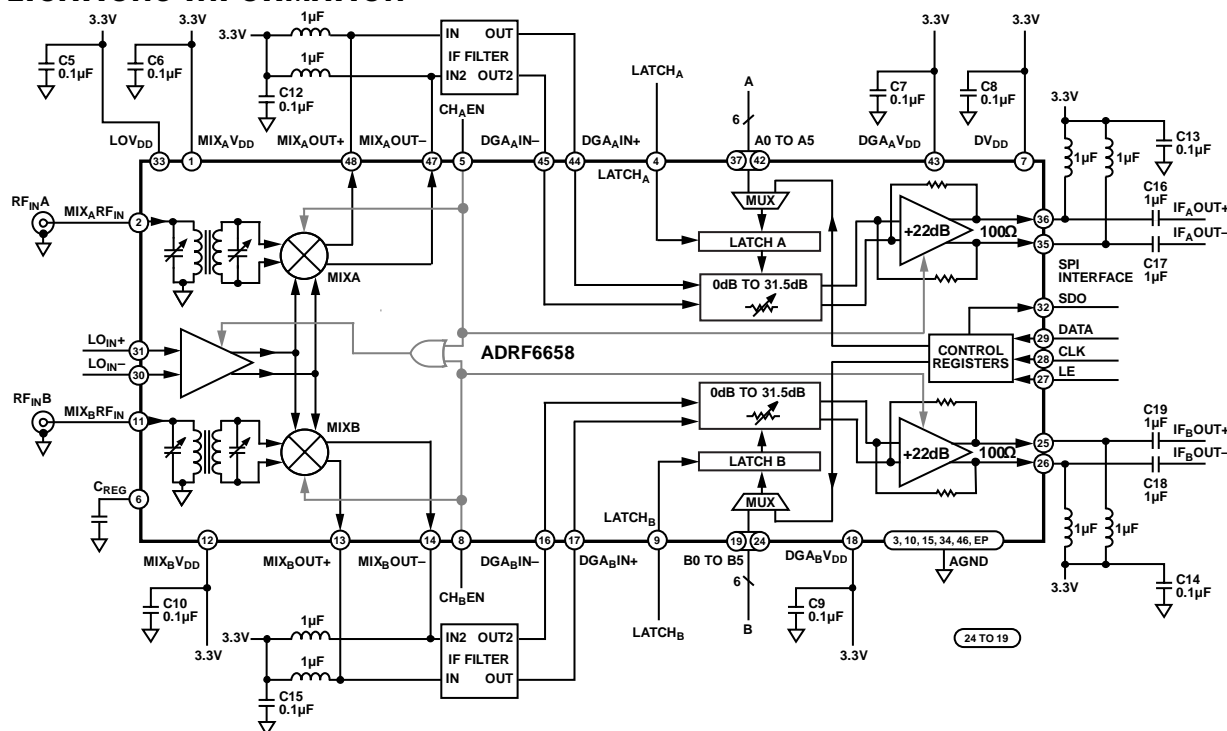 3.3V
3.3V
3.3V
1µF
1µF
IN
OUT
IF FILTER
IN2
OUT2
3.3V
3.3V
C5
0.1µF
C6
0.1µF
C12
0.1µF
CHAEN
LATCHA
A
6
C7
0.1µF
C8
0.1µF
3.3V
1µF
1µF
C13
0.1µF
LOVDD
MIXAVDD
MIXAOUT+
MIXAOUT–
DGAAIN–
DGAAIN+
A0 TO A5
DGAAVDD
DVDD
33
1
48
47
5
45
44
4
37
42
43
7
LATCHA
RFINA
MIXARFIN
2
MIXA
MUX
LATCH A
0dB TO 31.5dB
+22dB
100Ω
36
35
C16
1µF
IFAOUT+
IFAOUT–
C17
1µF
SPI
INTERFACE
LOIN+
LOIN–
31
30
ADRF6658
CONTROL
REGISTERS
32
SDO
29
DATA
28
CLK
27
LE
RFINB
MIXBRFIN
11
MIXB
0dB TO 31.5dB
LATCH B
MUX
+22dB
100Ω
25
26
C19
1µF
IFBOUT+
IFBOUT–
C18
1µF
CREG
6
LATCHB
12
13
14
8
16
17
9
19
24
18
3, 10, 15, 34, 46, EP
MIXBVDD
MIXBOUT+
MIXBOUT–
DGABIN–
DGABIN+
B0 TO B5
DGABVDD
AGND
1µF
1µF
3.3V
C14
0.1µF
C10
0.1µF
3.3V
3.3V
1µF
1µF
C15
0.1µF
CHBEN
IN2
OUT2
IF FILTER
IN
OUT
LATCHB
6
B
C9
0.1µF
3.3V
24 TO 19